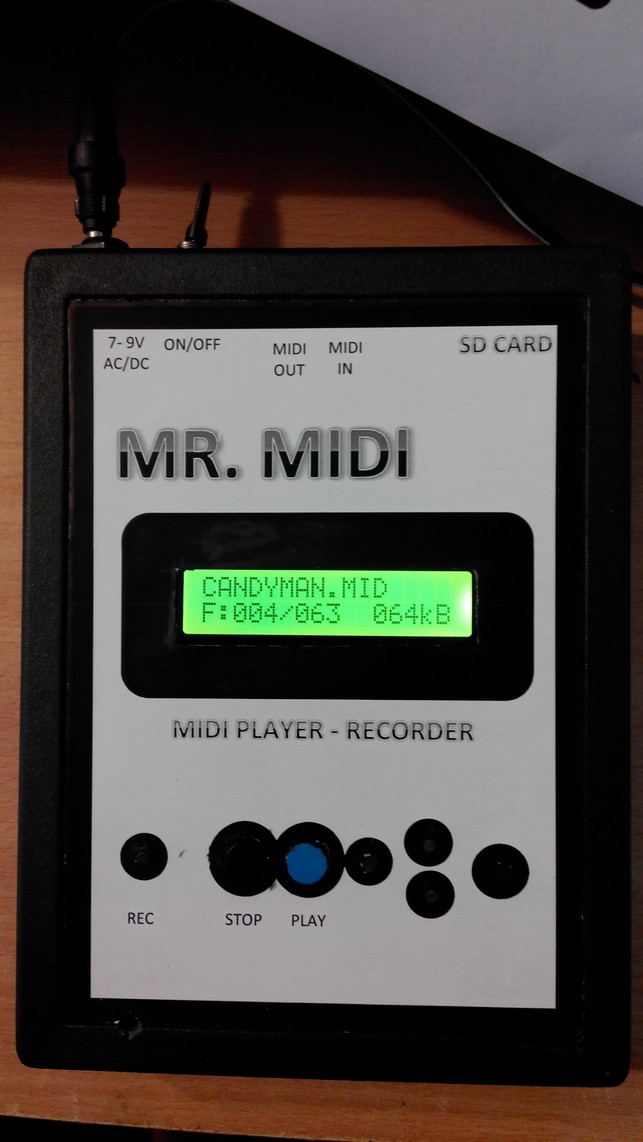 7- 9V ON/OFF MIDI MIDI SD CARD
AC/DC OUT IN
MR. MIDI
CANDYMAN.MID
F:004/063 064kB
MIDI PLAYER - RECORDER
REC STOP PLAY